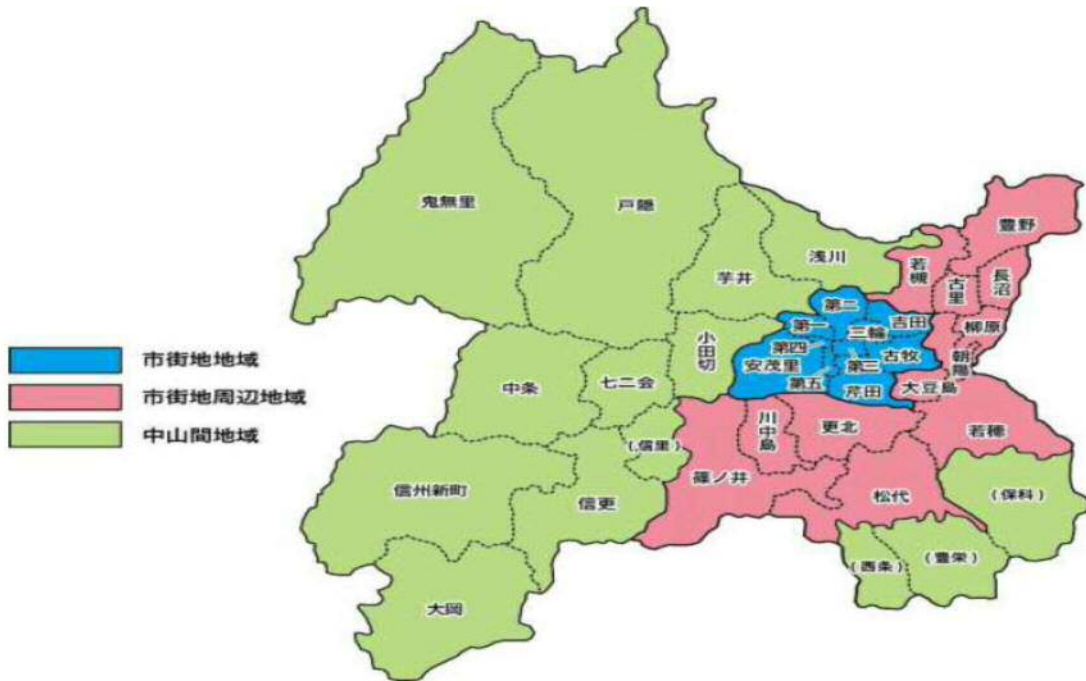 鬼無里
戸隠
豊野
浅川
若槻
芋井
古里
長沼
第二
吉田
柳原
第一
三輪
小田切
第四
古牧
朝陽
市街地地域
安茂里
第三
七二会
中条
第五
芹田
大豆島
市街地周辺地域
川中島
更北
若穂
中山間地域
(信里)
篠ノ井
信州新町
松代
(保科)
信更
(豊栄)
(西条)
大岡